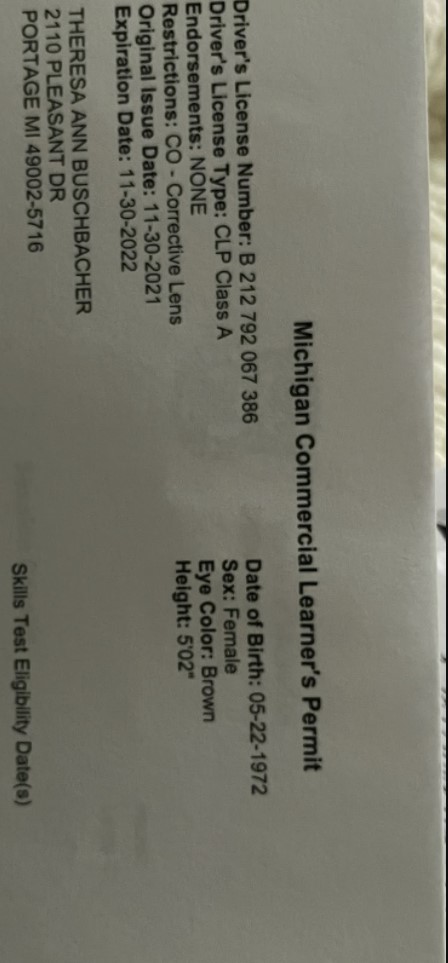 Michigan Commercial Learner's Permit
Driver's License Number: B 212 792 067 386
Driver's License Type: CLP Class A
Endorsements: NONE
Restrictions: CO - Corrective Lens
Original Issue Date: 11-30-2021
Expiration Date: 11-30-2022
Date of Birth: 05-22-1972
Sex: Female
Eye Color: Brown
Height: 5'02"
THERESA ANN BUSCHBACHER
2110 PLEASANT DR
PORTAGE MI 49002-5716
Skills Test Eligibility Date(s)